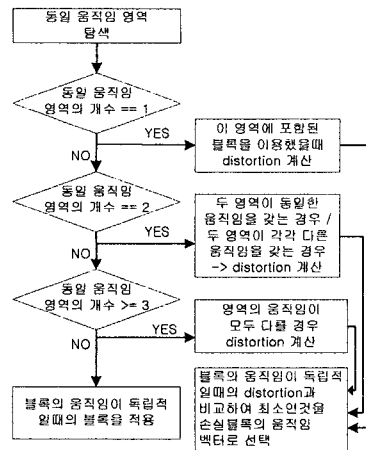 동일 움직임 영역
탐색
동일 움직임
영역의 개수 == 1
YES
이 영역에 포함된
블록을 이용했을때
distortion 계산
NO
동일 움직임
영역의 개수 == 2
YES
두 영역이 동일한
움직임을 갖는 경우 /
두 영역이 각각 다른
움직임을 갖는 경우
-> distortion 계산
NO
동일 움직임
영역의 개수 >= 3
YES
영역의 움직임이
모두 다를 경우
distortion 계산
NO
블록의 움직임이 독립적
일때의 블록을 적용
블록의 움직임이 독립적
일때의 distortion과
비교하여 최소인것을
손실블록의 움직임
벡터로 선택